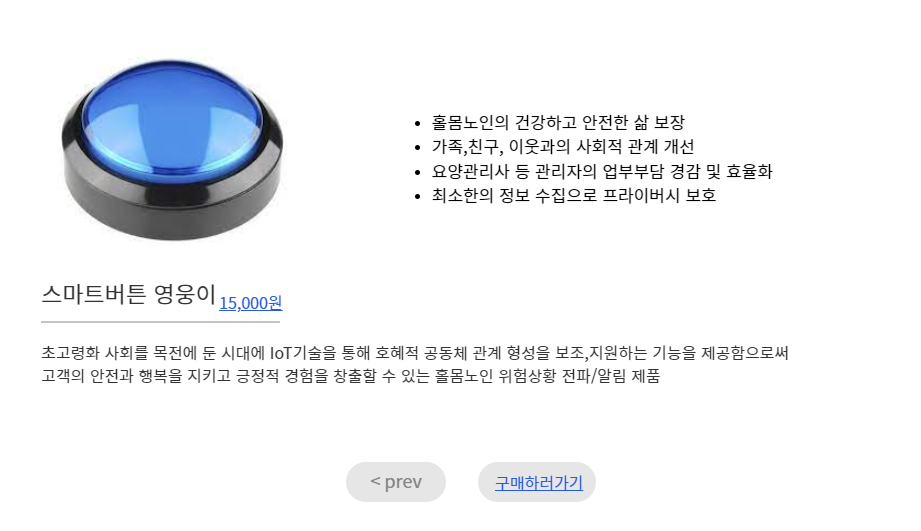 • 홀몸노인의 건강하고 안전한 삶 보장
• 가족,친구, 이웃과의 사회적 관계 개선
• 요양관리사 등 관리자의 업부부담 경감 및 효율화
• 최소한의 정보 수집으로 프라이버시 보호
스마트버튼 영웅이 15,000원
초고령화 사회를 목전에 둔 시대에 IoT기술을 통해 호혜적 공동체 관계 형성을 보조,지원하는 기능을 제공함으로써
고객의 안전과 행복을 지키고 긍정적 경험을 창출할 수 있는 홀몸노인 위험상황 전파/알림 제품
< prev
구매하러가기